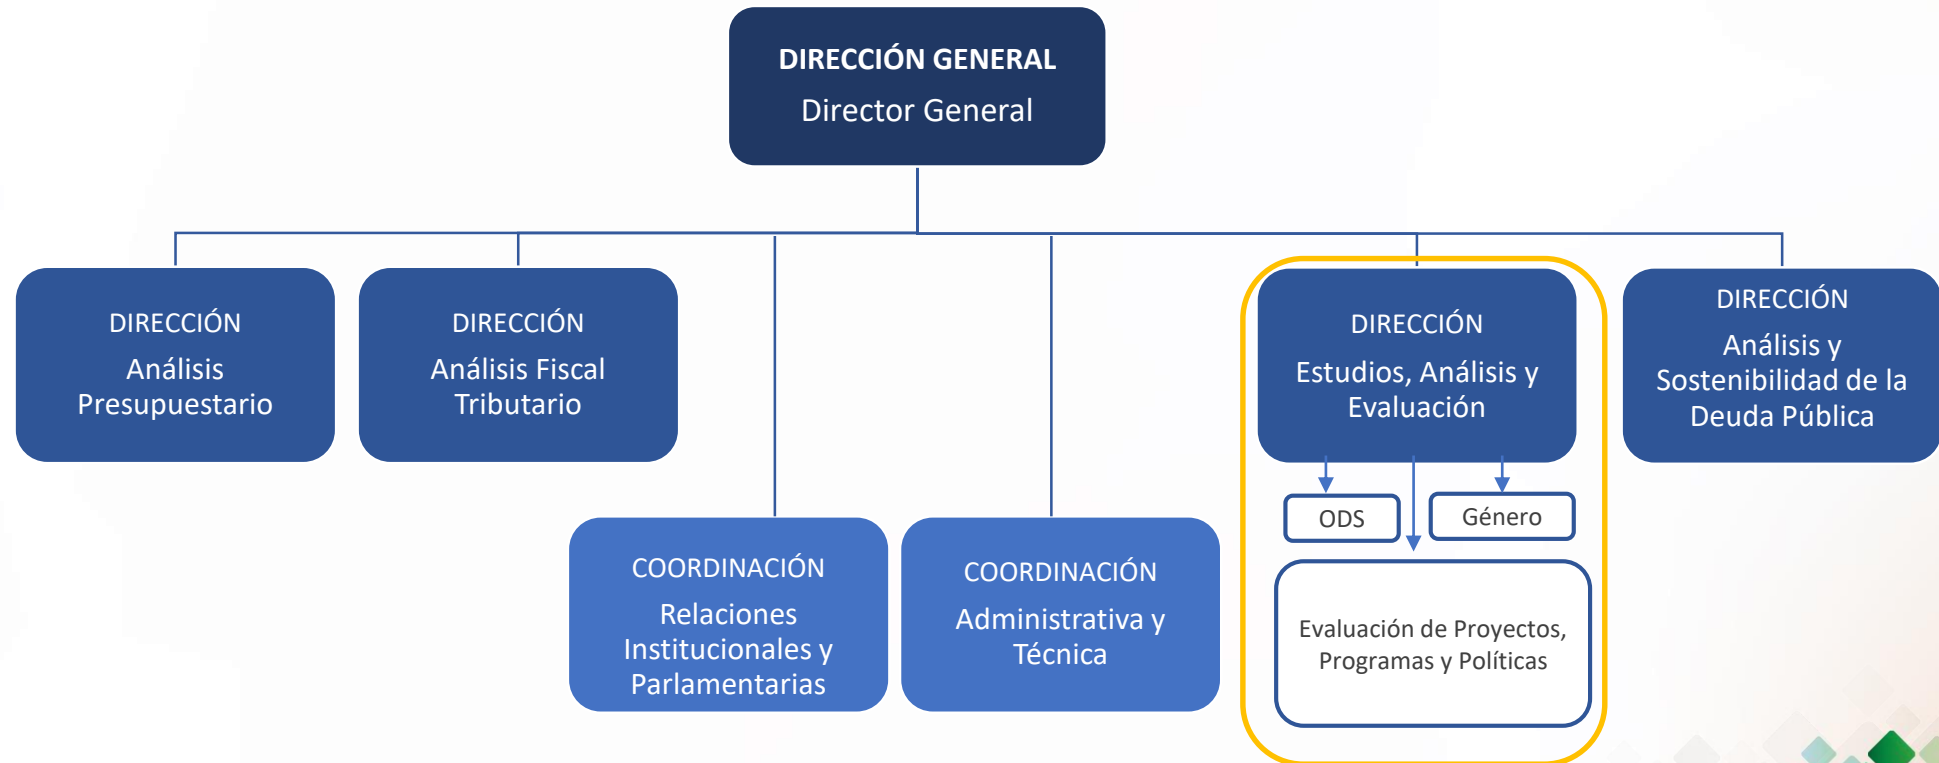 DIRECCIÓN GENERAL
Director General
DIRECCIÓN
Análisis
Presupuestario
DIRECCIÓN
Análisis Fiscal
Tributario
COORDINACIÓN
Relaciones
Institucionales y
Parlamentarias
COORDINACIÓN
Administrativa y
Técnica
DIRECCIÓN
Estudios, Análisis y
Evaluación
ODS
Género
Evaluación de Proyectos,
Programas y Políticas
DIRECCIÓN
Análisis y
Sostenibilidad de la
Deuda Pública